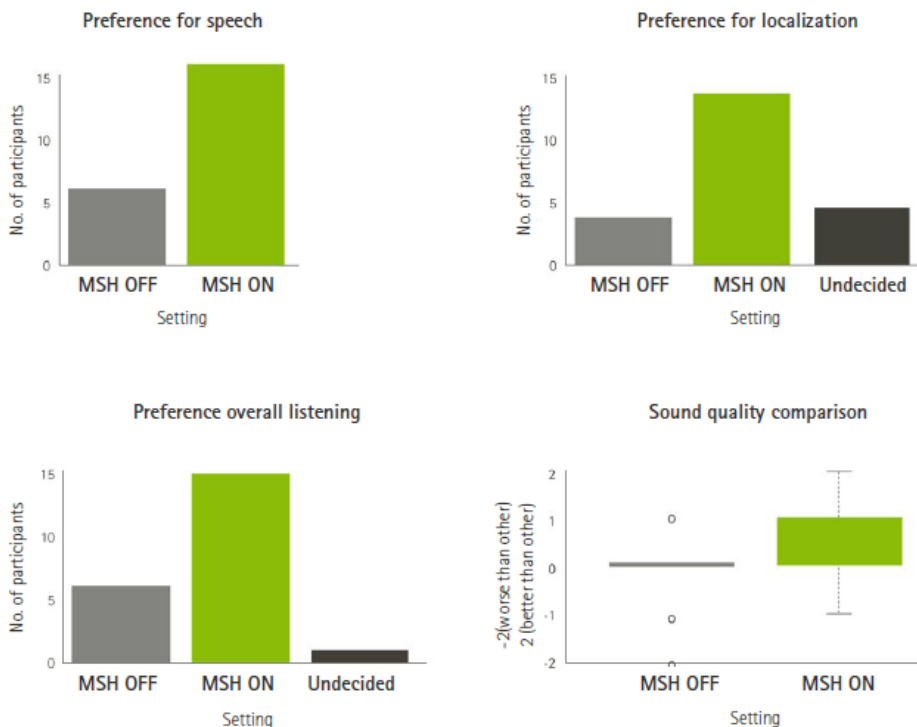 Preference for speech
No. of participants
15
10
5
0
MSH OFF
MSH ON
Setting
Preference for localization
No. of participants
15
10
5
0
MSH OFF
MSH ON
Undecided
Setting
Preference overall listening
No. of participants
15
10
5
0
MSH OFF
MSH ON
Undecided
Setting
Sound quality comparison
-2(worse than other)
2 (better than other)
2
1
0
-1
-2
MSH OFF
MSH ON
Setting